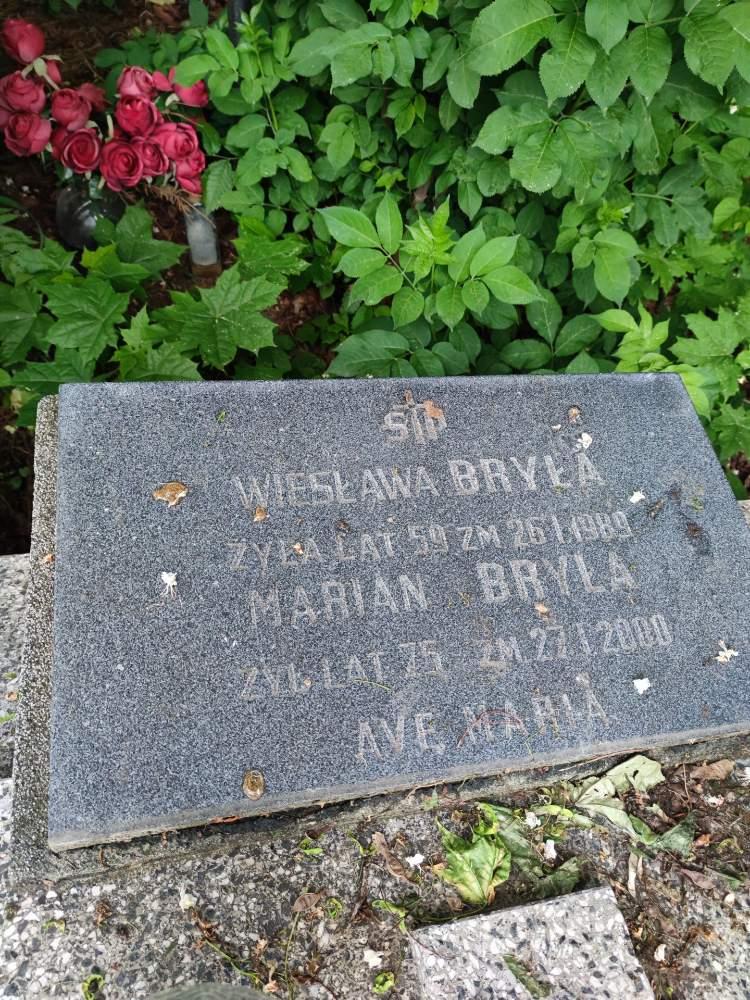 ŚP
WIESŁAWA BRYŁA
ŻYŁA LAT 59 ZM 26 I 1989
MARIAN BRYŁA
ŻYŁ LAT 75 ZM 27 I 2000
AVE MARIA